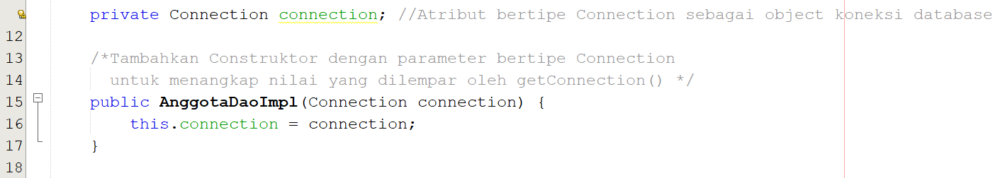 private Connection connection; //Atribut bertipe Connection sebagai object koneksi database
12
13 /*Tambahkan Construktor dengan parameter bertipe Connection
14 untuk menangkap nilai yang dilempar oleh getConnection() */
15 public AnggotaDaoImpl(Connection connection) {
16 this.connection = connection;
17 }
18